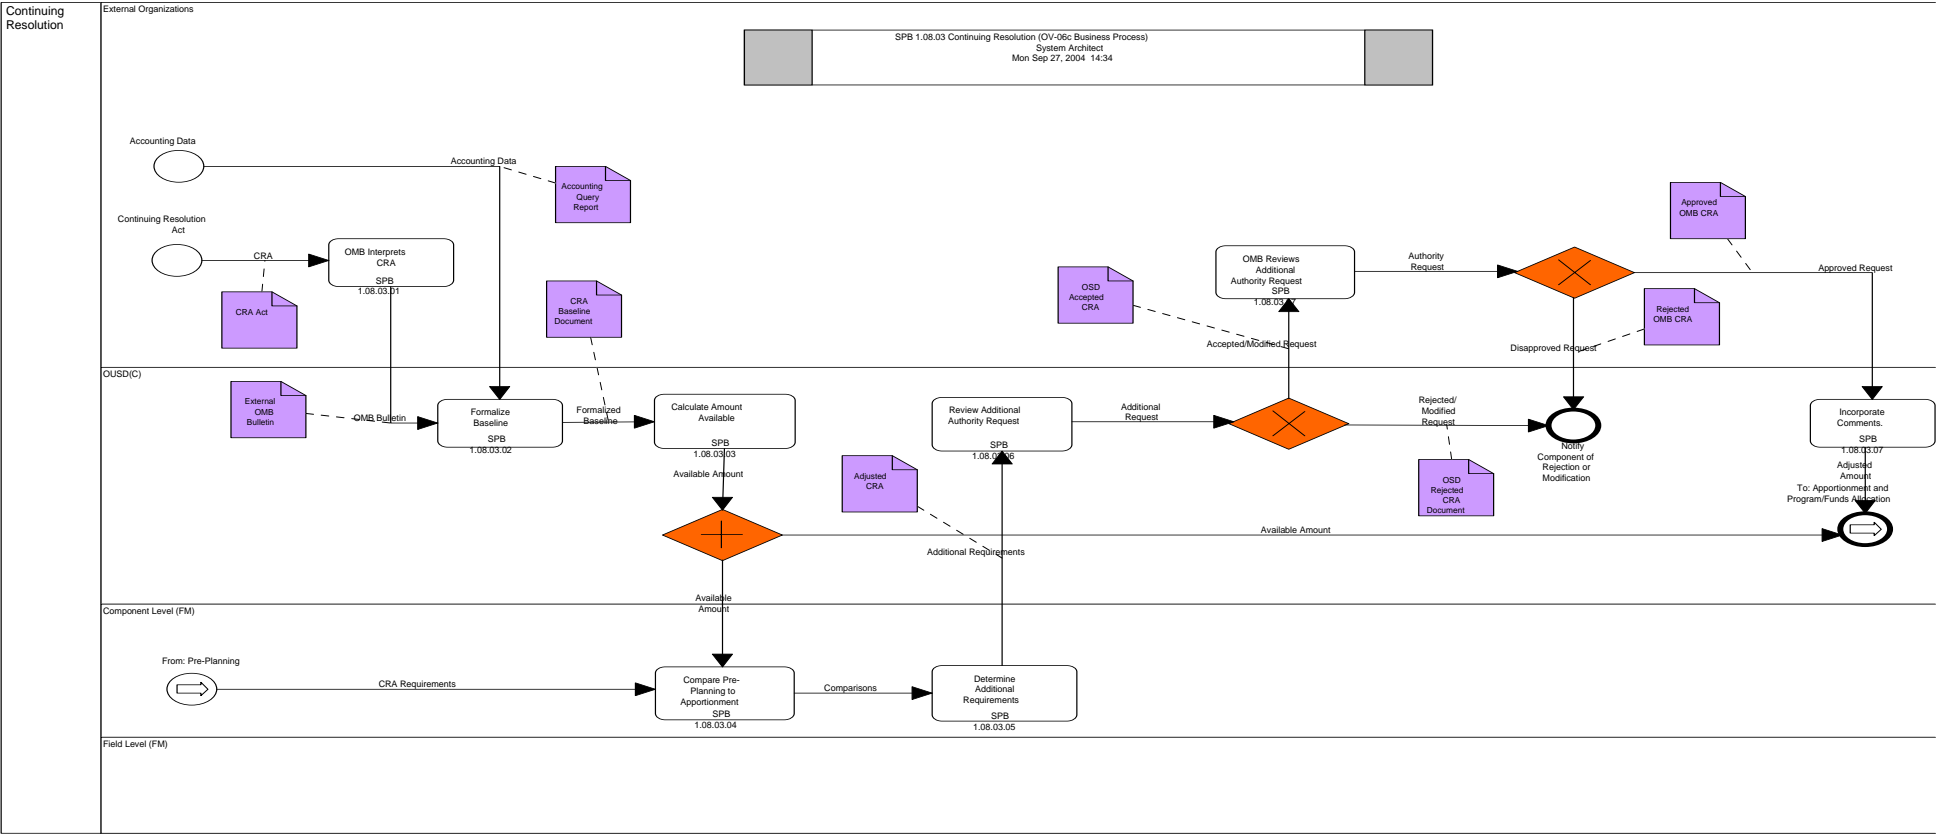 Continuing
Resolution
External Organizations
SPB 1.08.03 Continuing Resolution (OV-06c Business Process)
System Architect
Mon Sep 27, 2004  14:34
Accounting Data
Accounting Data
Accounting
Query
Report
Continuing Resolution
Act
CRA
OMB Interprets
CRA
SPB
1.08.03.01
CRA Act
CRA
Baseline
Document
OSD
Accepted
CRA
OMB Reviews
Additional
Authority Request
SPB
Authority
Request
Approved
OMB CRA
Approved Request
Rejected
OMB CRA
Accepted/Modified Request
Disapproved Request
OUSD(C)
External
OMB
Bulletin
OMB Bulletin
Formalize
Baseline
SPB
1.08.03.02
Formalized
Baseline
Calculate Amount
Available
SPB
1.08.03.03
Available Amount
Review Additional
Authority Request
SPB
1.08.03.06
Additional
Request
Rejected/
Modified
Request
Notify
Component of
Rejection or
Modification
Incorporate
Comments.
SPB
1.08.03.07
Adjusted
Amount
To: Apportionment and
Program/Funds Allocation
Adjusted
CRA
OSD
Rejected
CRA
Document
Available Amount
Additional Requirements
Available
Amount
Component Level (FM)
From: Pre-Planning
CRA Requirements
Compare Pre-
Planning to
Apportionment
SPB
1.08.03.04
Comparisons
Determine
Additional
Requirements
SPB
1.08.03.05
Field Level (FM)